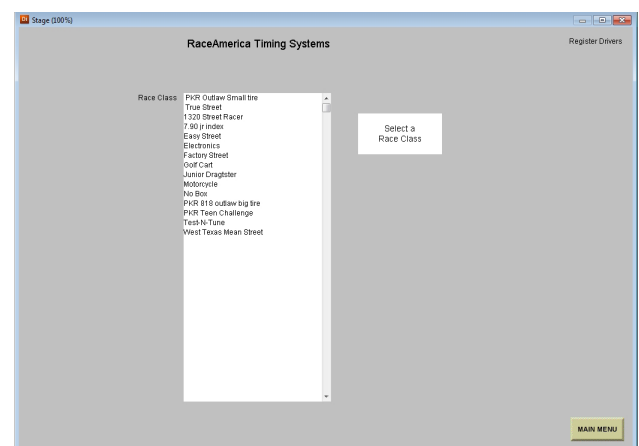 Di Stage (100%)
RaceAmerica Timing Systems
Register Drivers
Race Class
PKR Outlaw Small tire
True Street
1320 Street Racer
7.90 jr index
Easy Street
Electronics
Factory Street
Golf Cart
Junior Dragtster
Motorcycle
No Box
PKR 818 outlaw big tire
PKR Teen Challenge
Test-N-Tune
West Texas Mean Street
Select a
Race Class
MAIN MENU